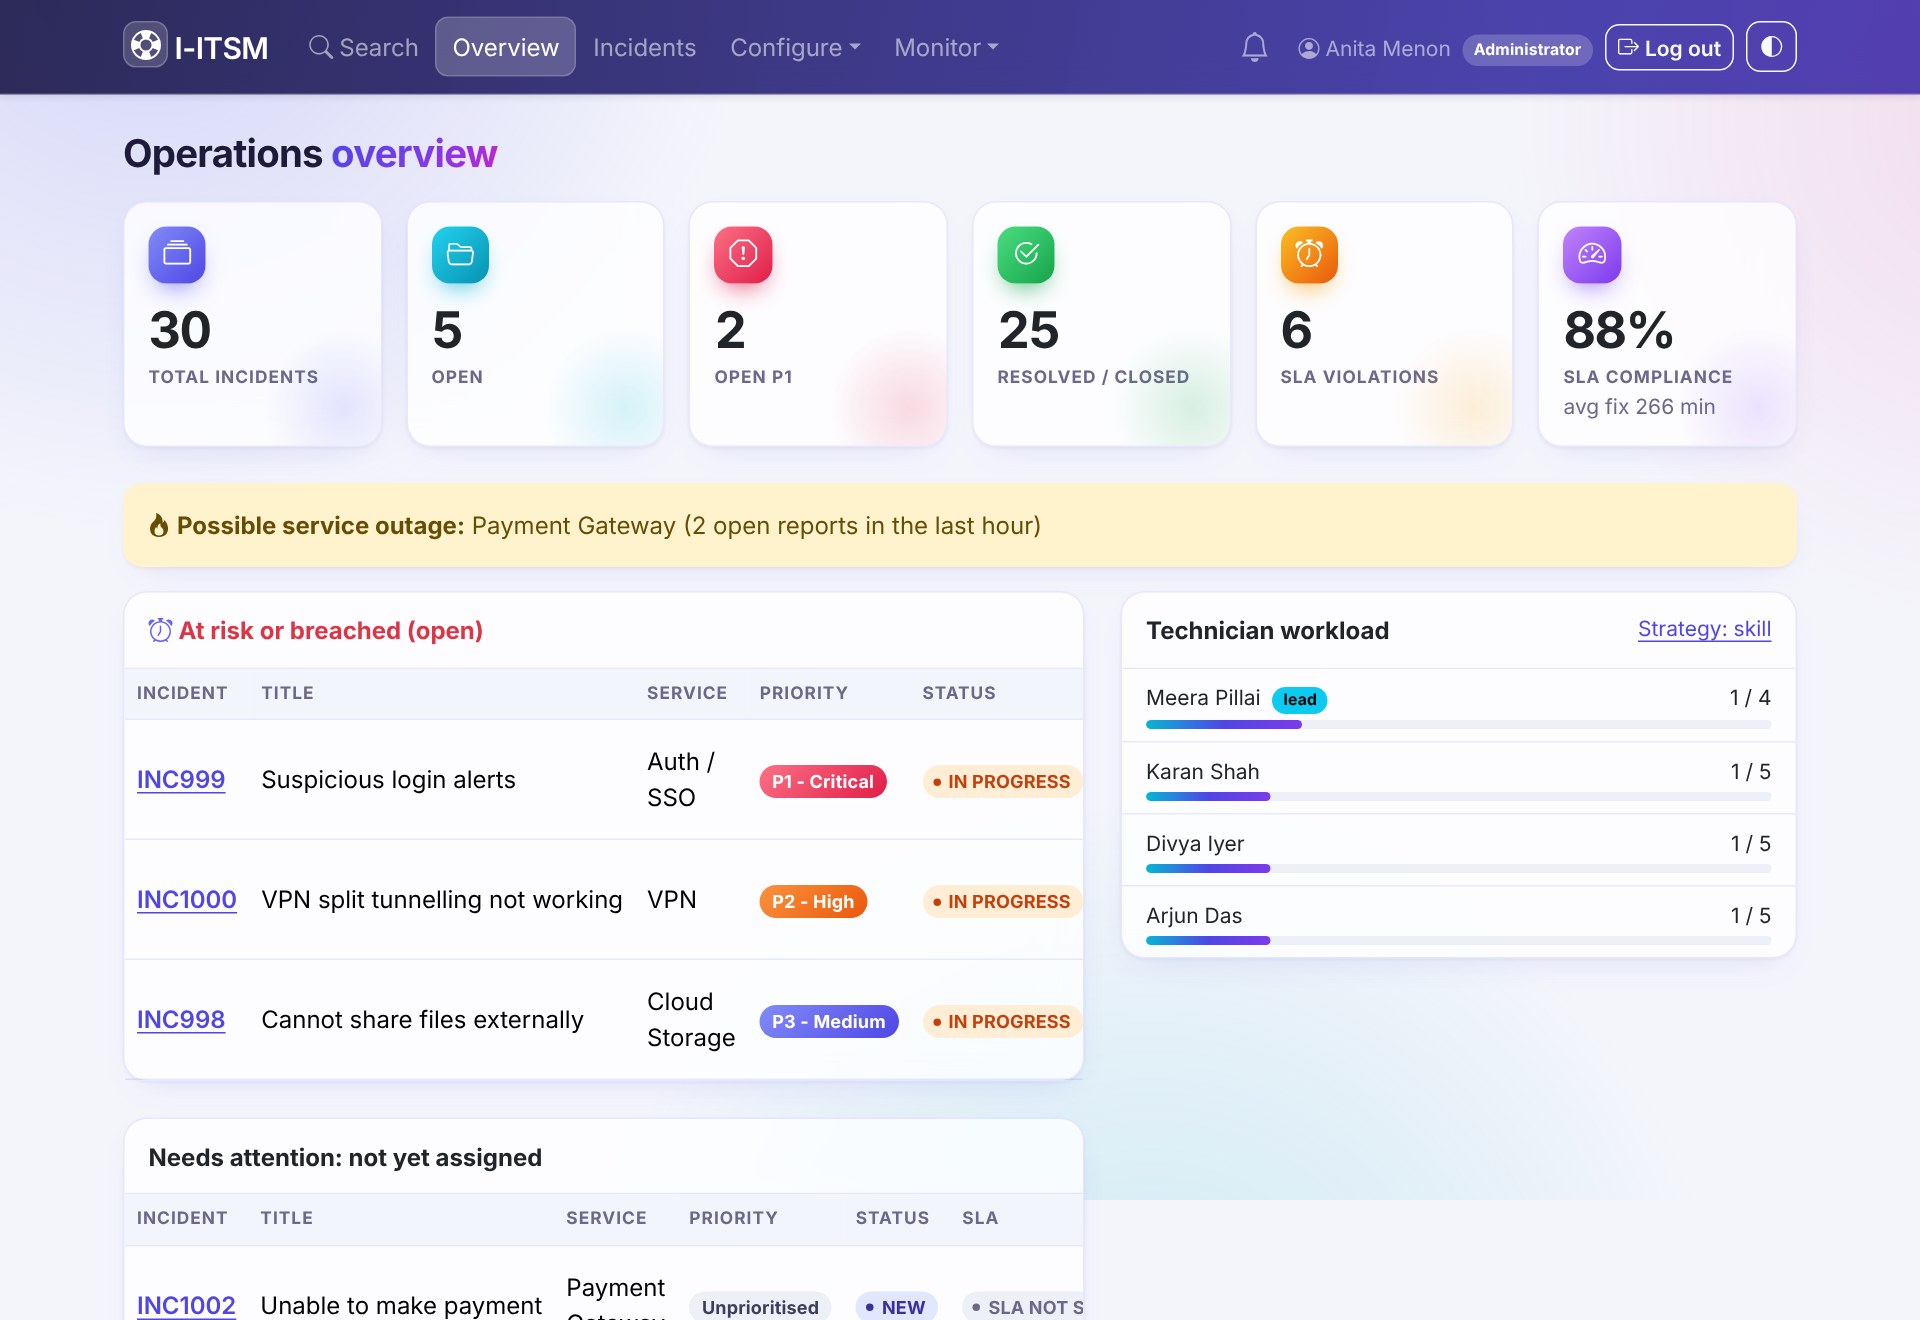 I-ITSM Search Overview Incidents Configure Monitor Anita Menon Administrator Log out
Operations overview
30
TOTAL INCIDENTS
5
OPEN
2
OPEN P1
25
RESOLVED / CLOSED
6
SLA VIOLATIONS
88%
SLA COMPLIANCE
avg fix 266 min
Possible service outage: Payment Gateway (2 open reports in the last hour)
At risk or breached (open)
INCIDENT TITLE SERVICE PRIORITY STATUS
INC999 Suspicious login alerts Auth / SSO P1 - Critical IN PROGRESS
INC1000 VPN split tunnelling not working VPN P2 - High IN PROGRESS
INC998 Cannot share files externally Cloud Storage P3 - Medium IN PROGRESS
Technician workload Strategy: skill
Meera Pillai lead 1 / 4
Karan Shah 1 / 5
Divya Iyer 1 / 5
Arjun Das 1 / 5
Needs attention: not yet assigned
INCIDENT TITLE SERVICE PRIORITY STATUS SLA
INC1002 Unable to make payment Payment Unprioritised NEW SLA NOT